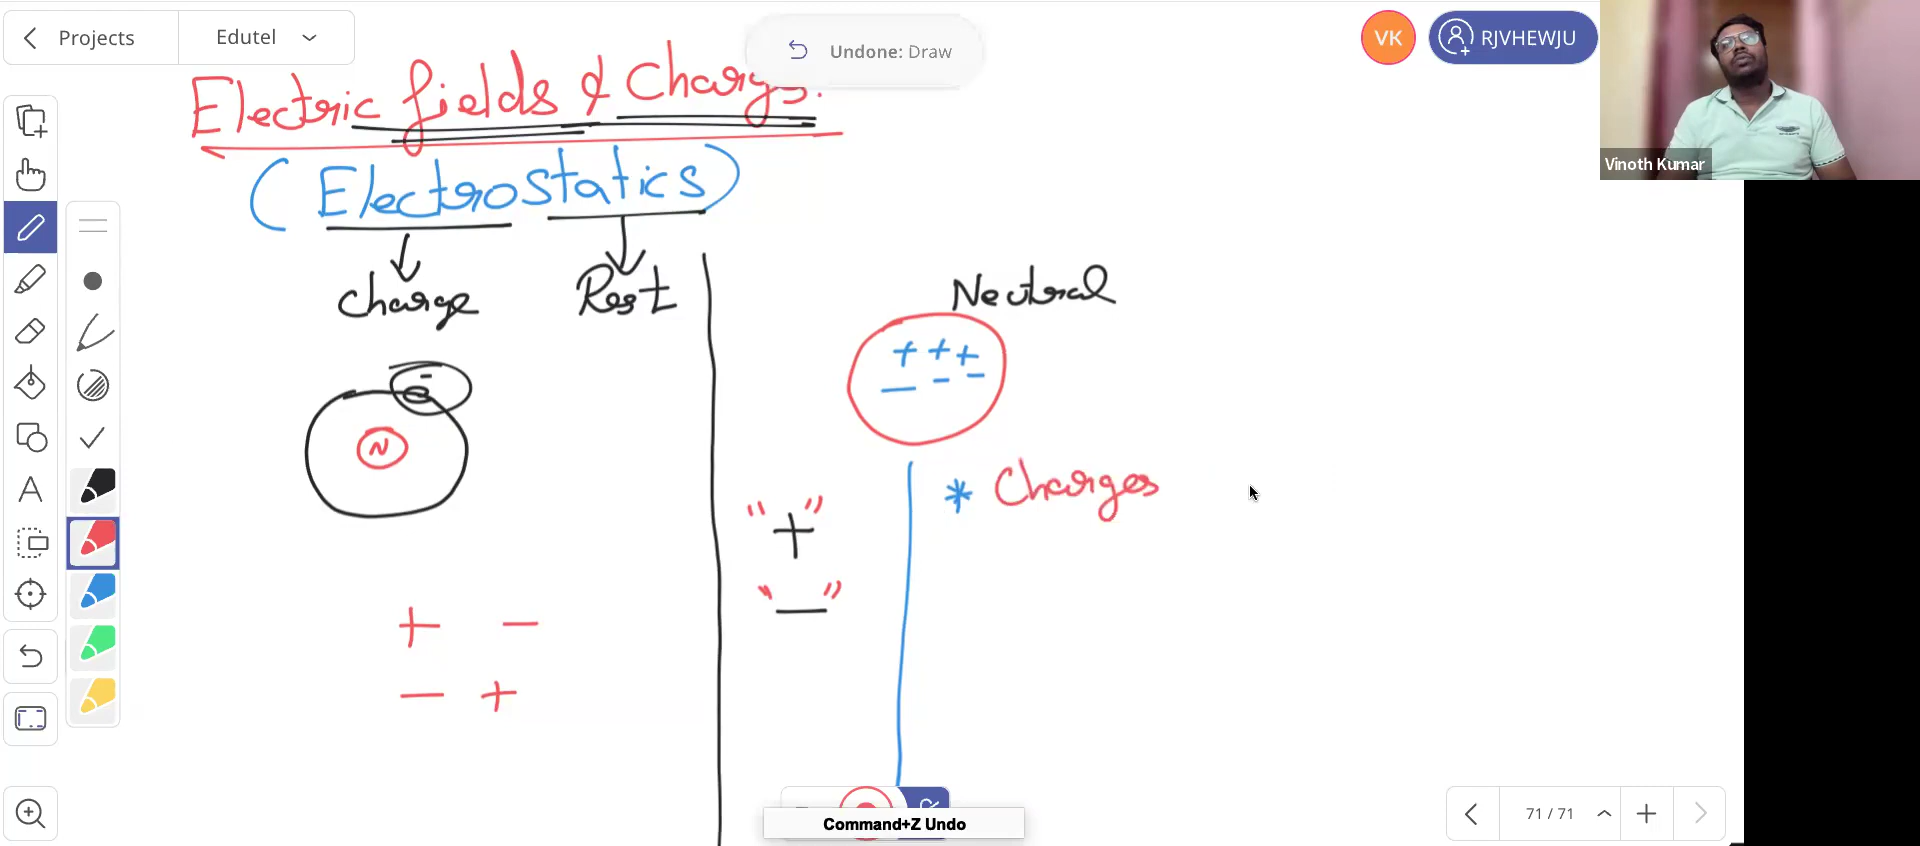 Projects
Edutel
Undone: Draw
VK
RJVHEWJU
Vinoth Kumar
Electric fields & Charges.
(Electrostatics)
Charge
Rest
Neutral
+ + +
- - -
-
N
* Charges
" + "
" - "
+ -
- +
A
Command+Z Undo
71 / 71